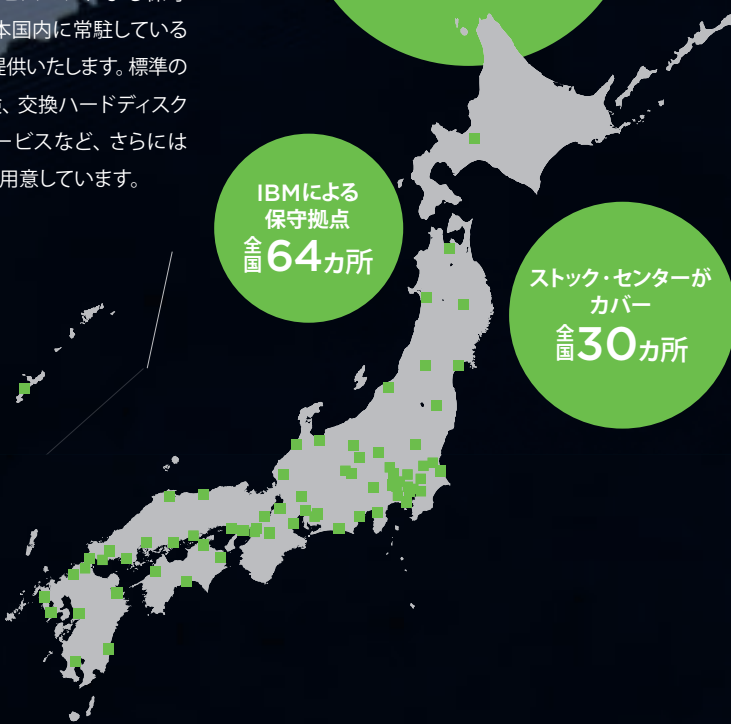 本国内に常駐している
提供いたします。標準の
、交換ハードディスク
ービスなど、さらには
用意しています。
IBMによる
保守拠点
全国64ヵ所
ストック・センターが
カバー
全国30ヵ所